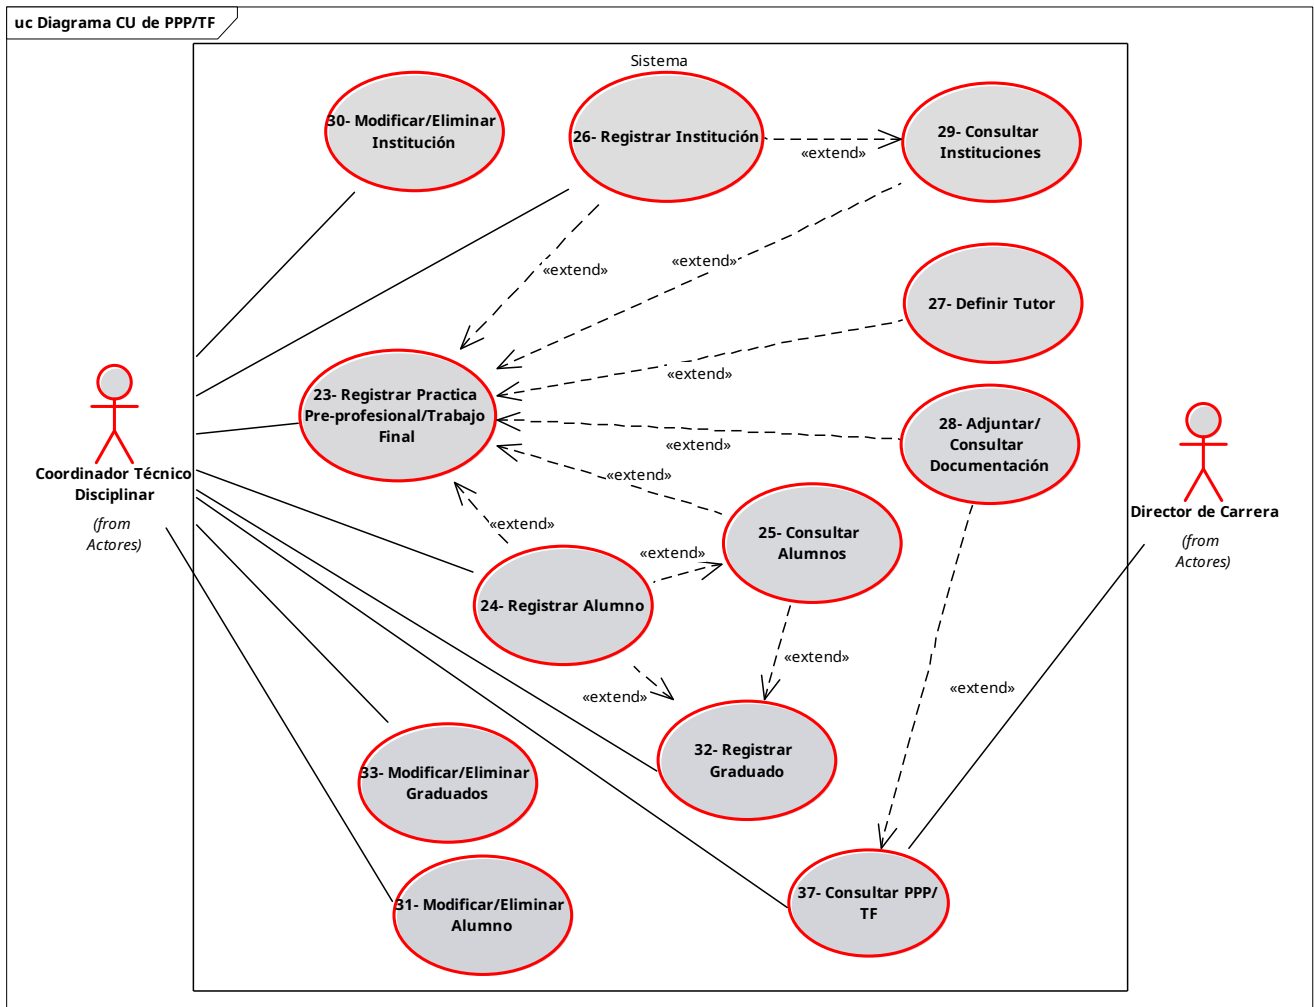 uc Diagrama CU de PPP/TF
Sistema
30- Modificar/Eliminar
Institución
26- Registrar Institución
29- Consultar
Instituciones
«extend»
«extend»
«extend»
27- Definir Tutor
«extend»
23- Registrar Practica
Pre-profesional/Trabajo
Final
28- Adjuntar/
Consultar
Documentación
«extend»
Coordinador Técnico
Disciplinar
(from
Actores)
Director de Carrera
(from
Actores)
«extend»
«extend»
25- Consultar
Alumnos
«extend»
24- Registrar Alumno
«extend»
«extend»
«extend»
32- Registrar
Graduado
33- Modificar/Eliminar
Graduados
37- Consultar PPP/
TF
31- Modificar/Eliminar
Alumno